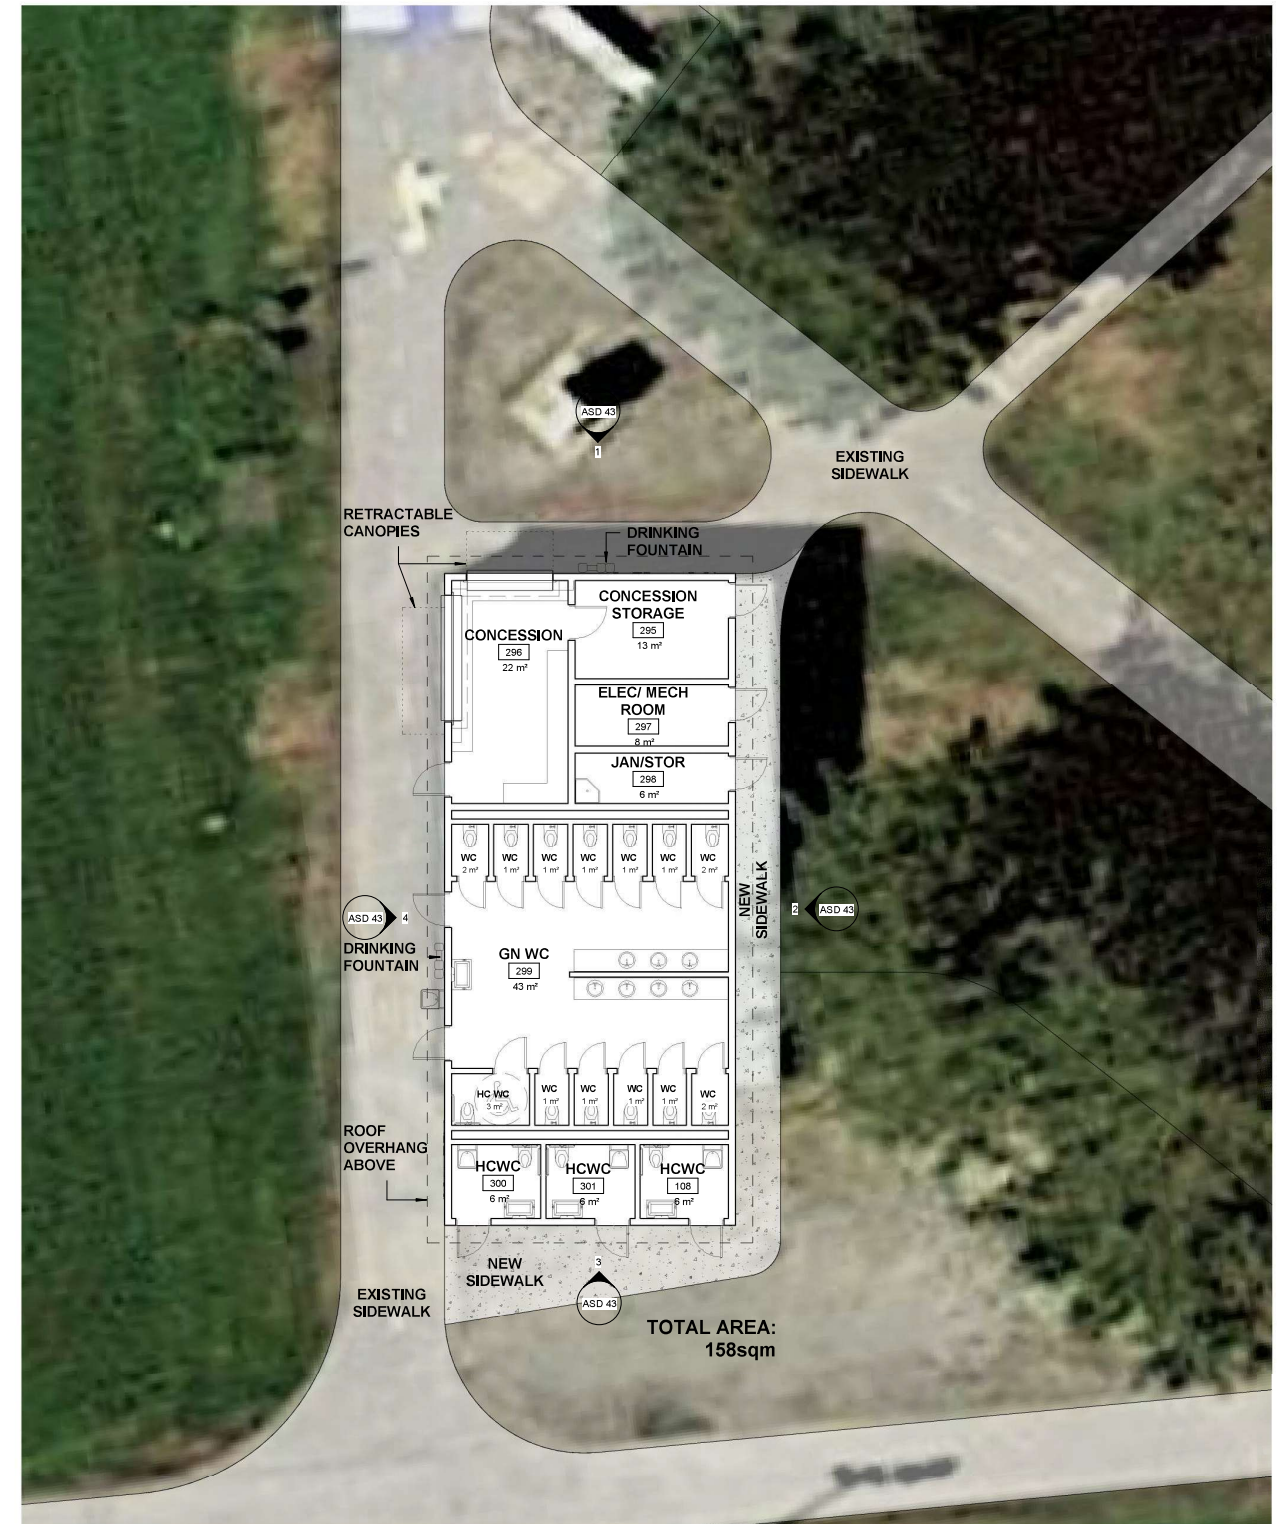 ASD 43
1
EXISTING
SIDEWALK
RETRACTABLE
CANOPIES
DRINKING
FOUNTAIN
CONCESSION
STORAGE
295
13 m²
CONCESSION
296
22 m²
ELEC/ MECH
ROOM
297
8 m²
JAN/STOR
298
6 m²
WC
2 m²
WC
1 m²
WC
1 m²
WC
1 m²
WC
1 m²
WC
1 m²
WC
2 m²
NEW
SIDEWALK
ASD 43
4
2
ASD 43
DRINKING
FOUNTAIN
GN WC
299
43 m²
HC WC
3 m²
WC
1 m²
WC
1 m²
WC
1 m²
WC
1 m²
WC
2 m²
ROOF
OVERHANG
ABOVE
HCWC
300
6 m²
HCWC
301
6 m²
HCWC
108
6 m²
NEW
SIDEWALK
3
ASD 43
EXISTING
SIDEWALK
TOTAL AREA:
158sqm